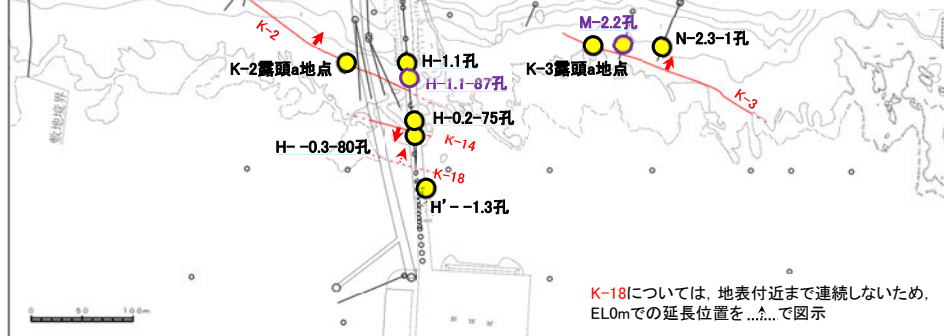 K-2
M-2.2孔
N-2.3-1孔
K-2露頭a地点
H-1.1孔
K-3露頭a地点
H-1.1-87孔
K-3
敷地境界
H-0.2-75孔
H--0.3-80孔
K-14
K-18
H'--1.3孔
0 50 100m
K-18については，地表付近まで連続しないため，
EL0mでの延長位置を...↑...で図示